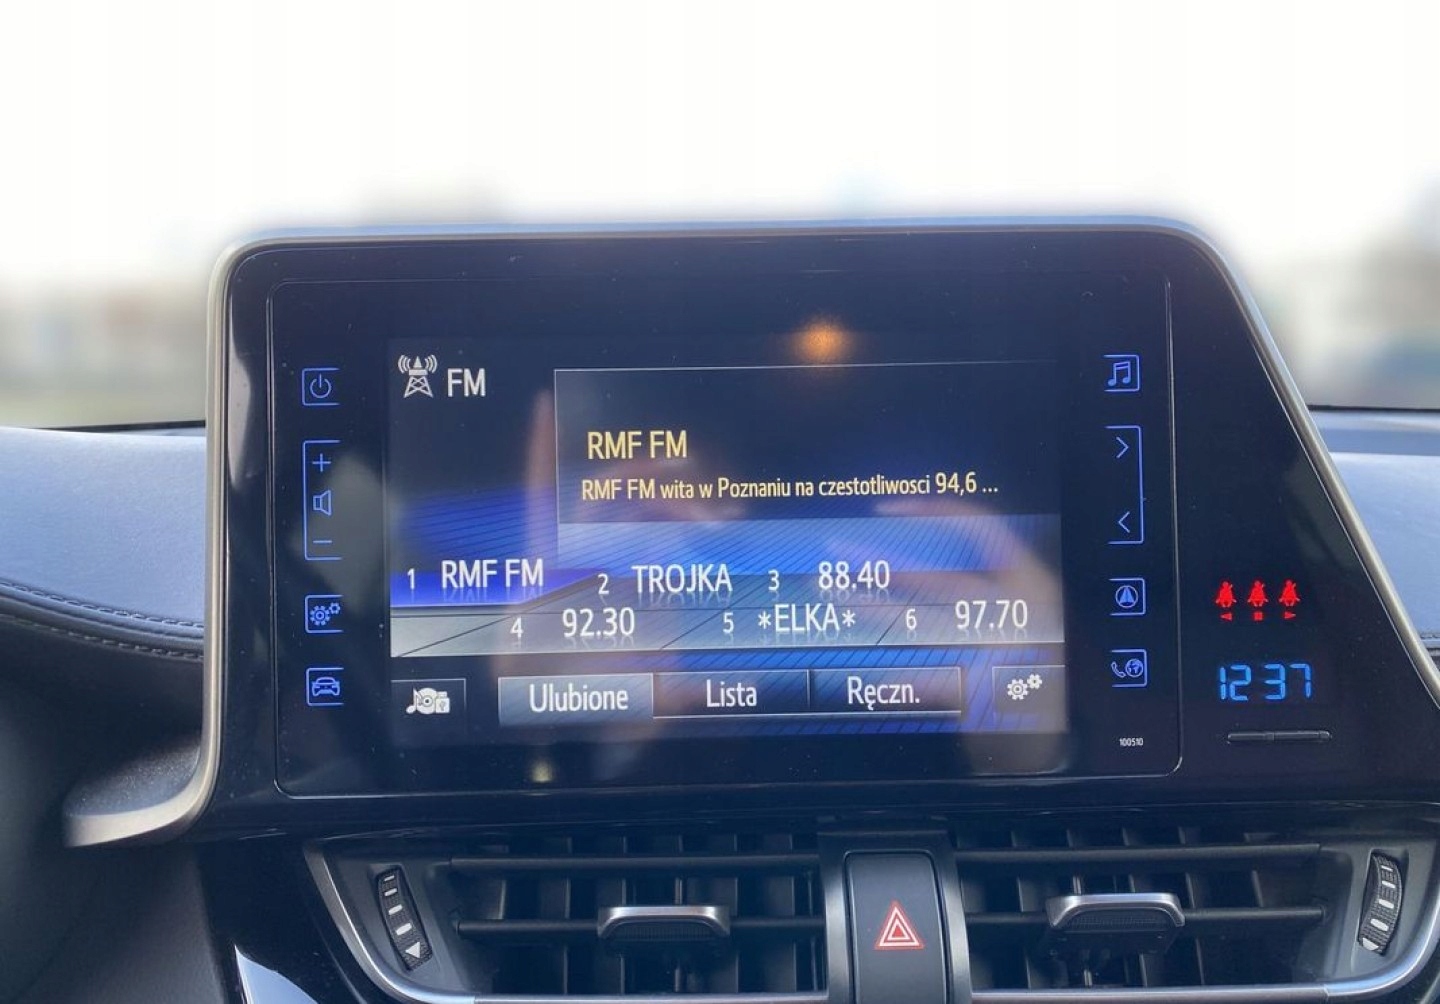 FM
RMF FM
RMF FM wita w Poznaniu na czestotliwosci 94,6 ...
1 RMF FM 2 TROJKA 3 88.40
4 92.30 5 *ELKA* 6 97.70
Ulubione Lista Ręczn.
12 37
100510